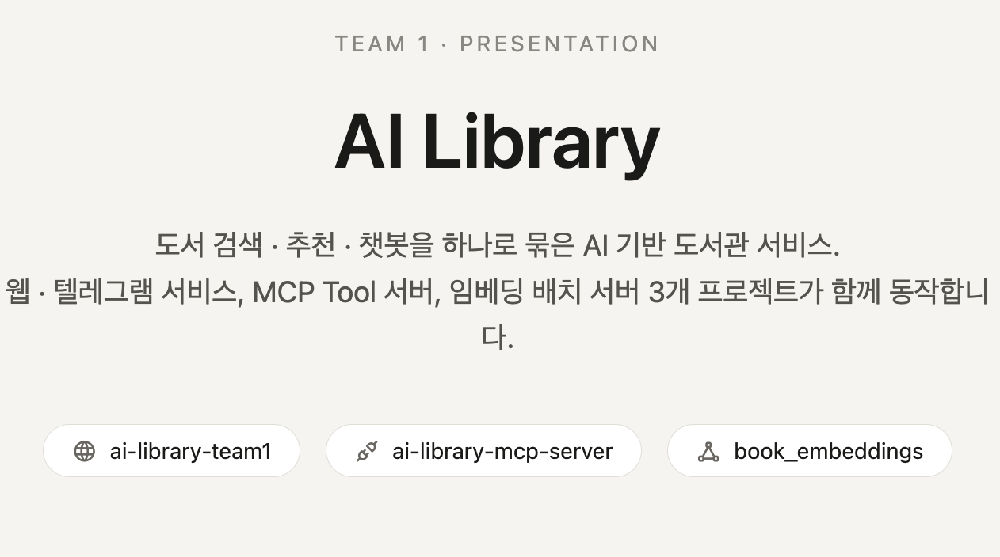 TEAM 1 · PRESENTATION
AI Library
도서 검색 · 추천 · 챗봇을 하나로 묶은 AI 기반 도서관 서비스.
웹 · 텔레그램 서비스, MCP Tool 서버, 임베딩 배치 서버 3개 프로젝트가 함께 동작합니
다.
ai-library-team1
ai-library-mcp-server
book_embeddings